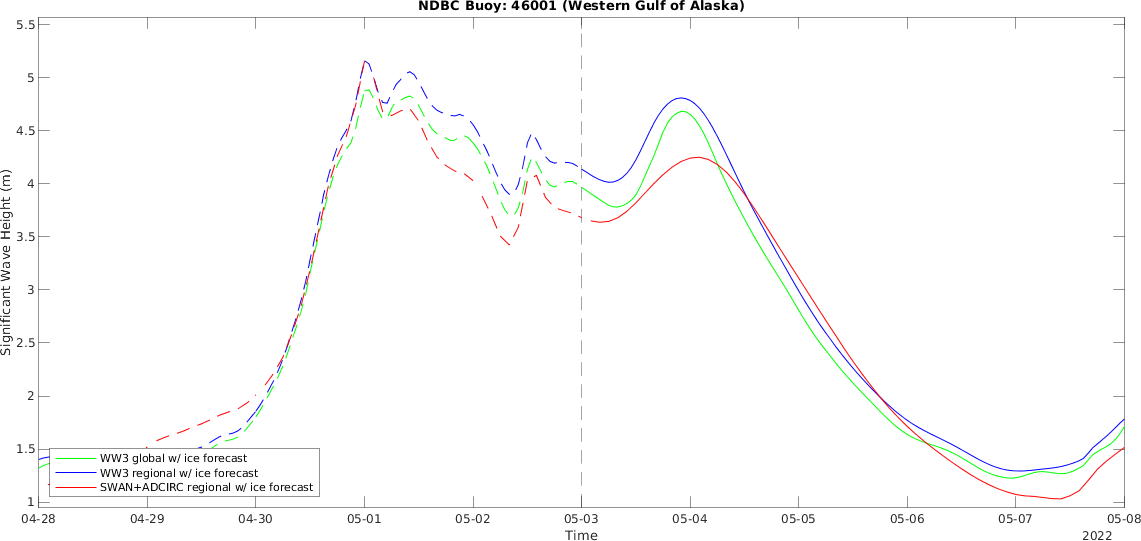 NDBC Buoy: 46001 (Western Gulf of Alaska)
Significant Wave Height (m)
5.5
5
4.5
4
3.5
3
2.5
2
1.5
1
WW3 global w/ ice forecast
WW3 regional w/ ice forecast
SWAN+ADCIRC regional w/ ice forecast
04-28 04-29 04-30 05-01 05-02 05-03 05-04 05-05 05-06 05-07 05-08
Time
2022